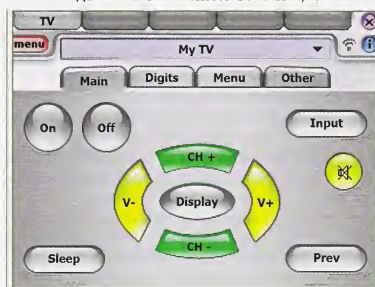 TV
menu
My TV
i
Main Digits Menu Other
On Off Input
CH +
V- Display V+
CH -
Sleep Prev